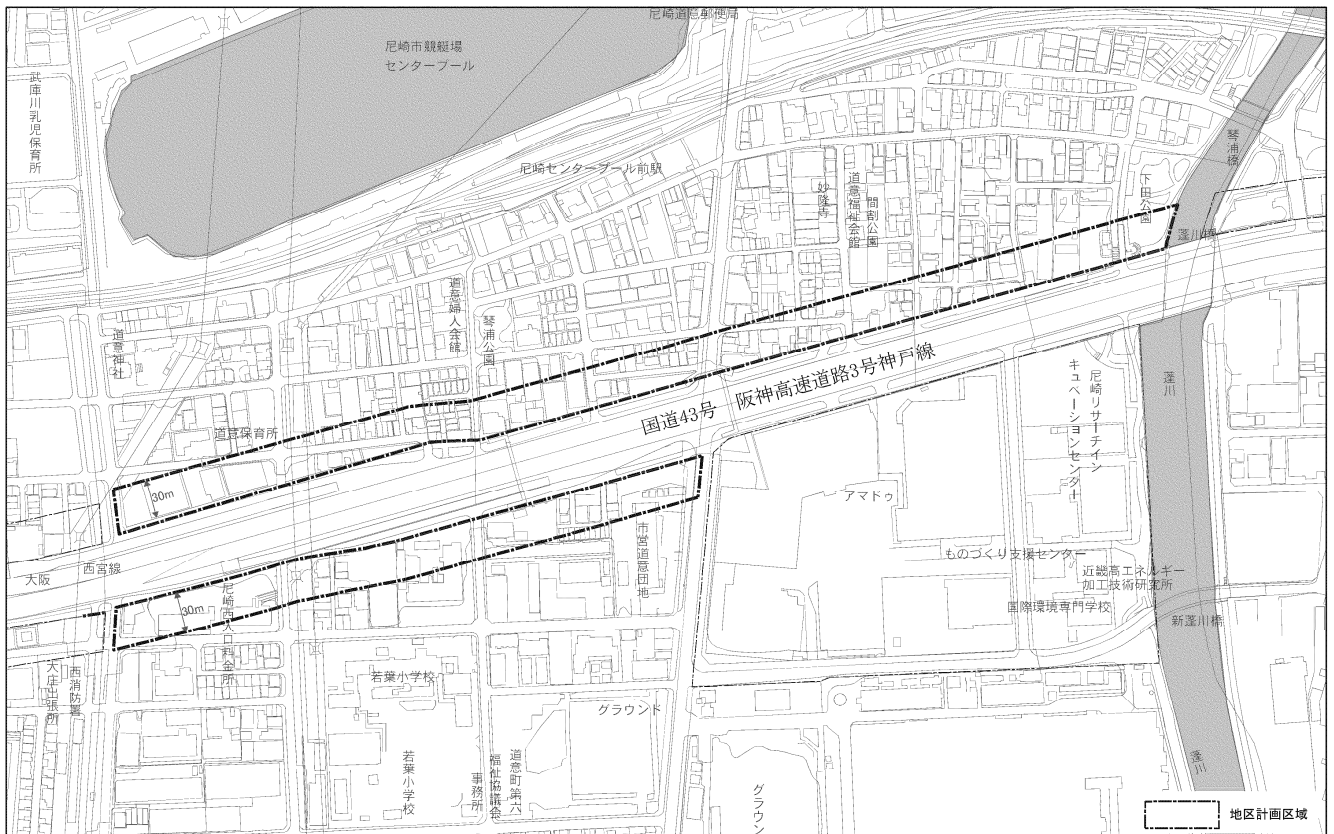 尼崎道意郵便局
尼崎市競艇場
センタープール
武庫川乳児保育所
琴浦橋
尼崎センタープール前駅
妙隆寺
道意福祉会館
間割公園
下田公園
蓬川橋
道意婦人会館
琴浦公園
道意神社
国道43号 阪神高速道路3号神戸線
蓬川
尼崎リサーチイン
キュベーションセンター
道意保育所
30m
アマドゥ
市営道意団地
ものづくり支援センター
近畿高エネルギー
加工技術研究所
大阪
西宮線
30m
尼崎西入口料金所
国際環境専門学校
新蓬川橋
西消防署
大庄出張所
若葉小学校
グラウンド
若葉小学校
道意町第六
福祉協議会
事務所
蓬川
グラウン
地区計画区域